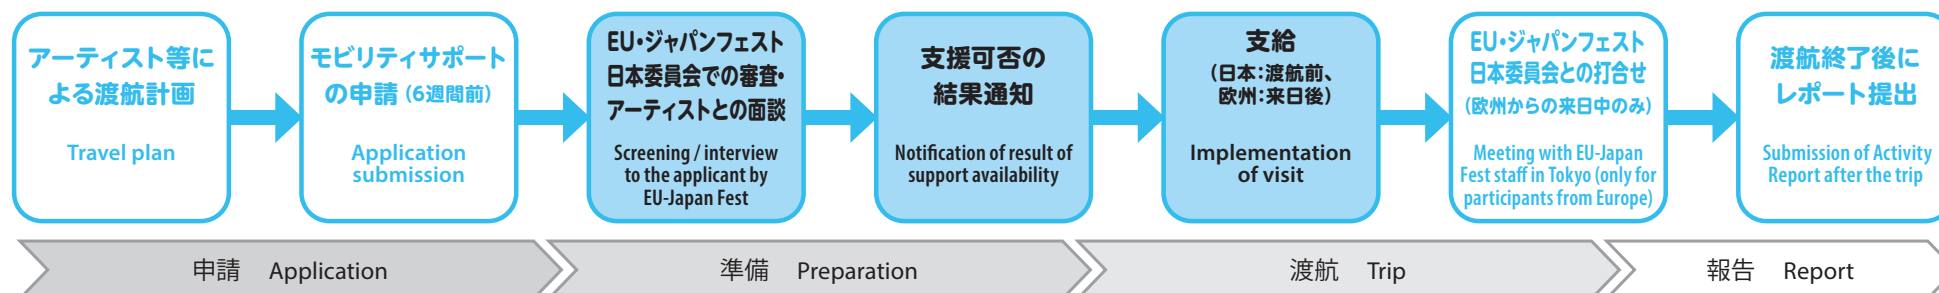 アーティスト等に
よる渡航計画
Travel plan
モビリティサポート
の申請（6週間前）
Application
submission
EU・ジャパンフェスト
日本委員会での審査・
アーティストとの面談
Screening / interview
to the applicant by
EU-Japan Fest
支援可否の
結果通知
Notification of result of
support availability
支給
（日本：渡航前、
欧州：来日後）
Implementation
of visit
EU・ジャパンフェスト
日本委員会との打合せ
（欧州からの来日中のみ）
Meeting with EU-Japan
Fest staff in Tokyo (only for
participants from Europe)
渡航終了後に
レポート提出
Submission of Activity
Report after the trip
申請 Application
準備 Preparation
渡航 Trip
報告 Report